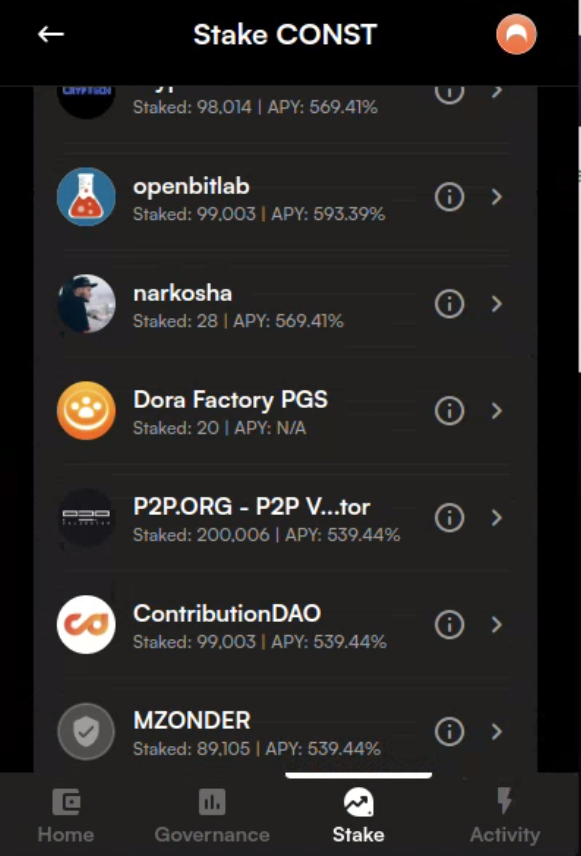 Stake CONST
CRYPTECH
Staked: 98,014 | APY: 569.41%
openbitlab
Staked: 99,003 | APY: 593.39%
narkosha
Staked: 28 | APY: 569.41%
Dora Factory PGS
Staked: 20 | APY: N/A
P2P.ORG - P2P V...tor
Staked: 200,006 | APY: 539.44%
ContributionDAO
Staked: 99,003 | APY: 539.44%
MZONDER
Staked: 89,105 | APY: 539.44%
Home
Governance
Stake
Activity